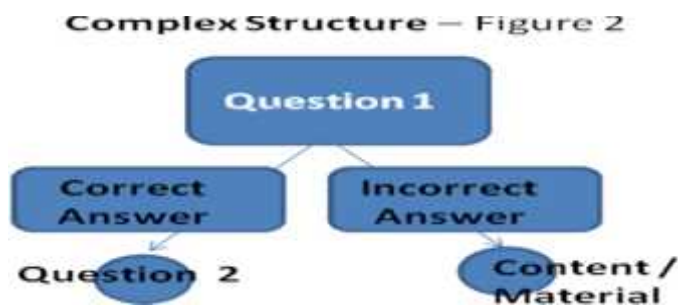 Complex Structure – Figure 2
Question 1
Correct
Answer
Incorrect
Answer
Question 2
Content /
Material